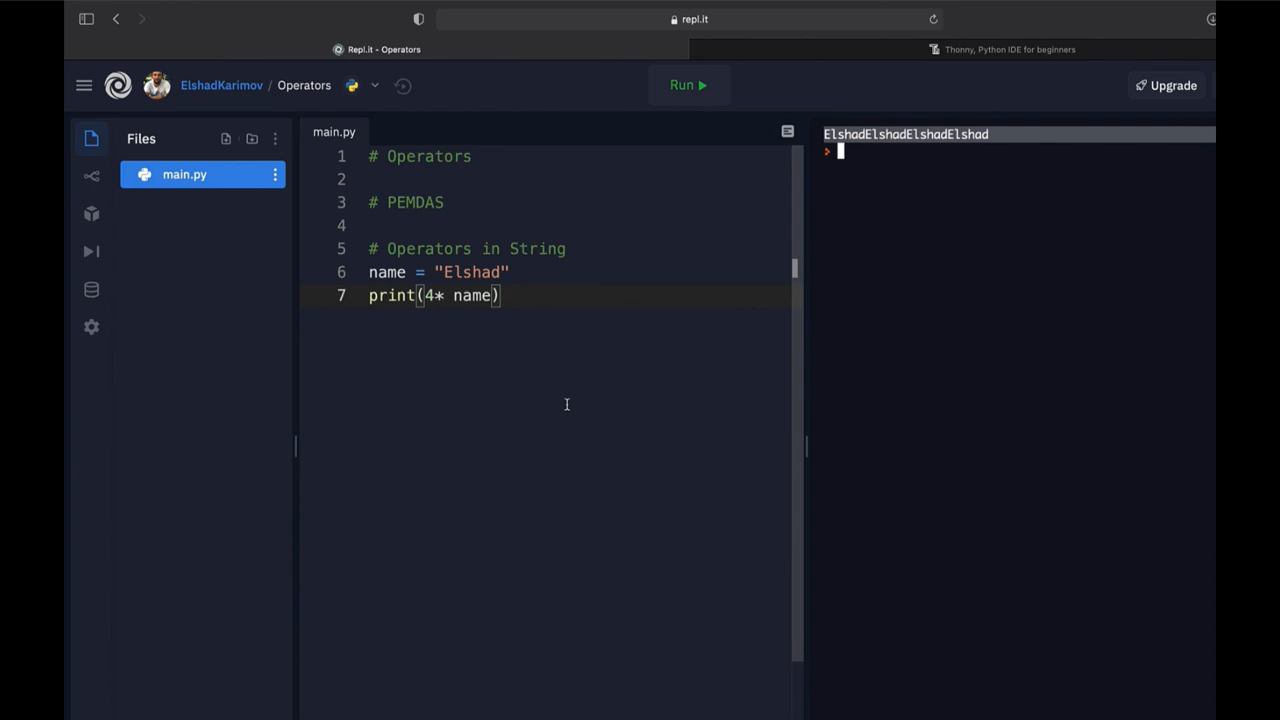 repl.it
Repl.it - Operators
Thonny, Python IDE for beginners
ElshadKarimov / Operators
Run
Upgrade
Files
main.py
main.py
1 # Operators
2
3 # PEMDAS
4
5 # Operators in String
6 name = "Elshad"
7 print(4* name)
ElshadElshadElshadElshad
>